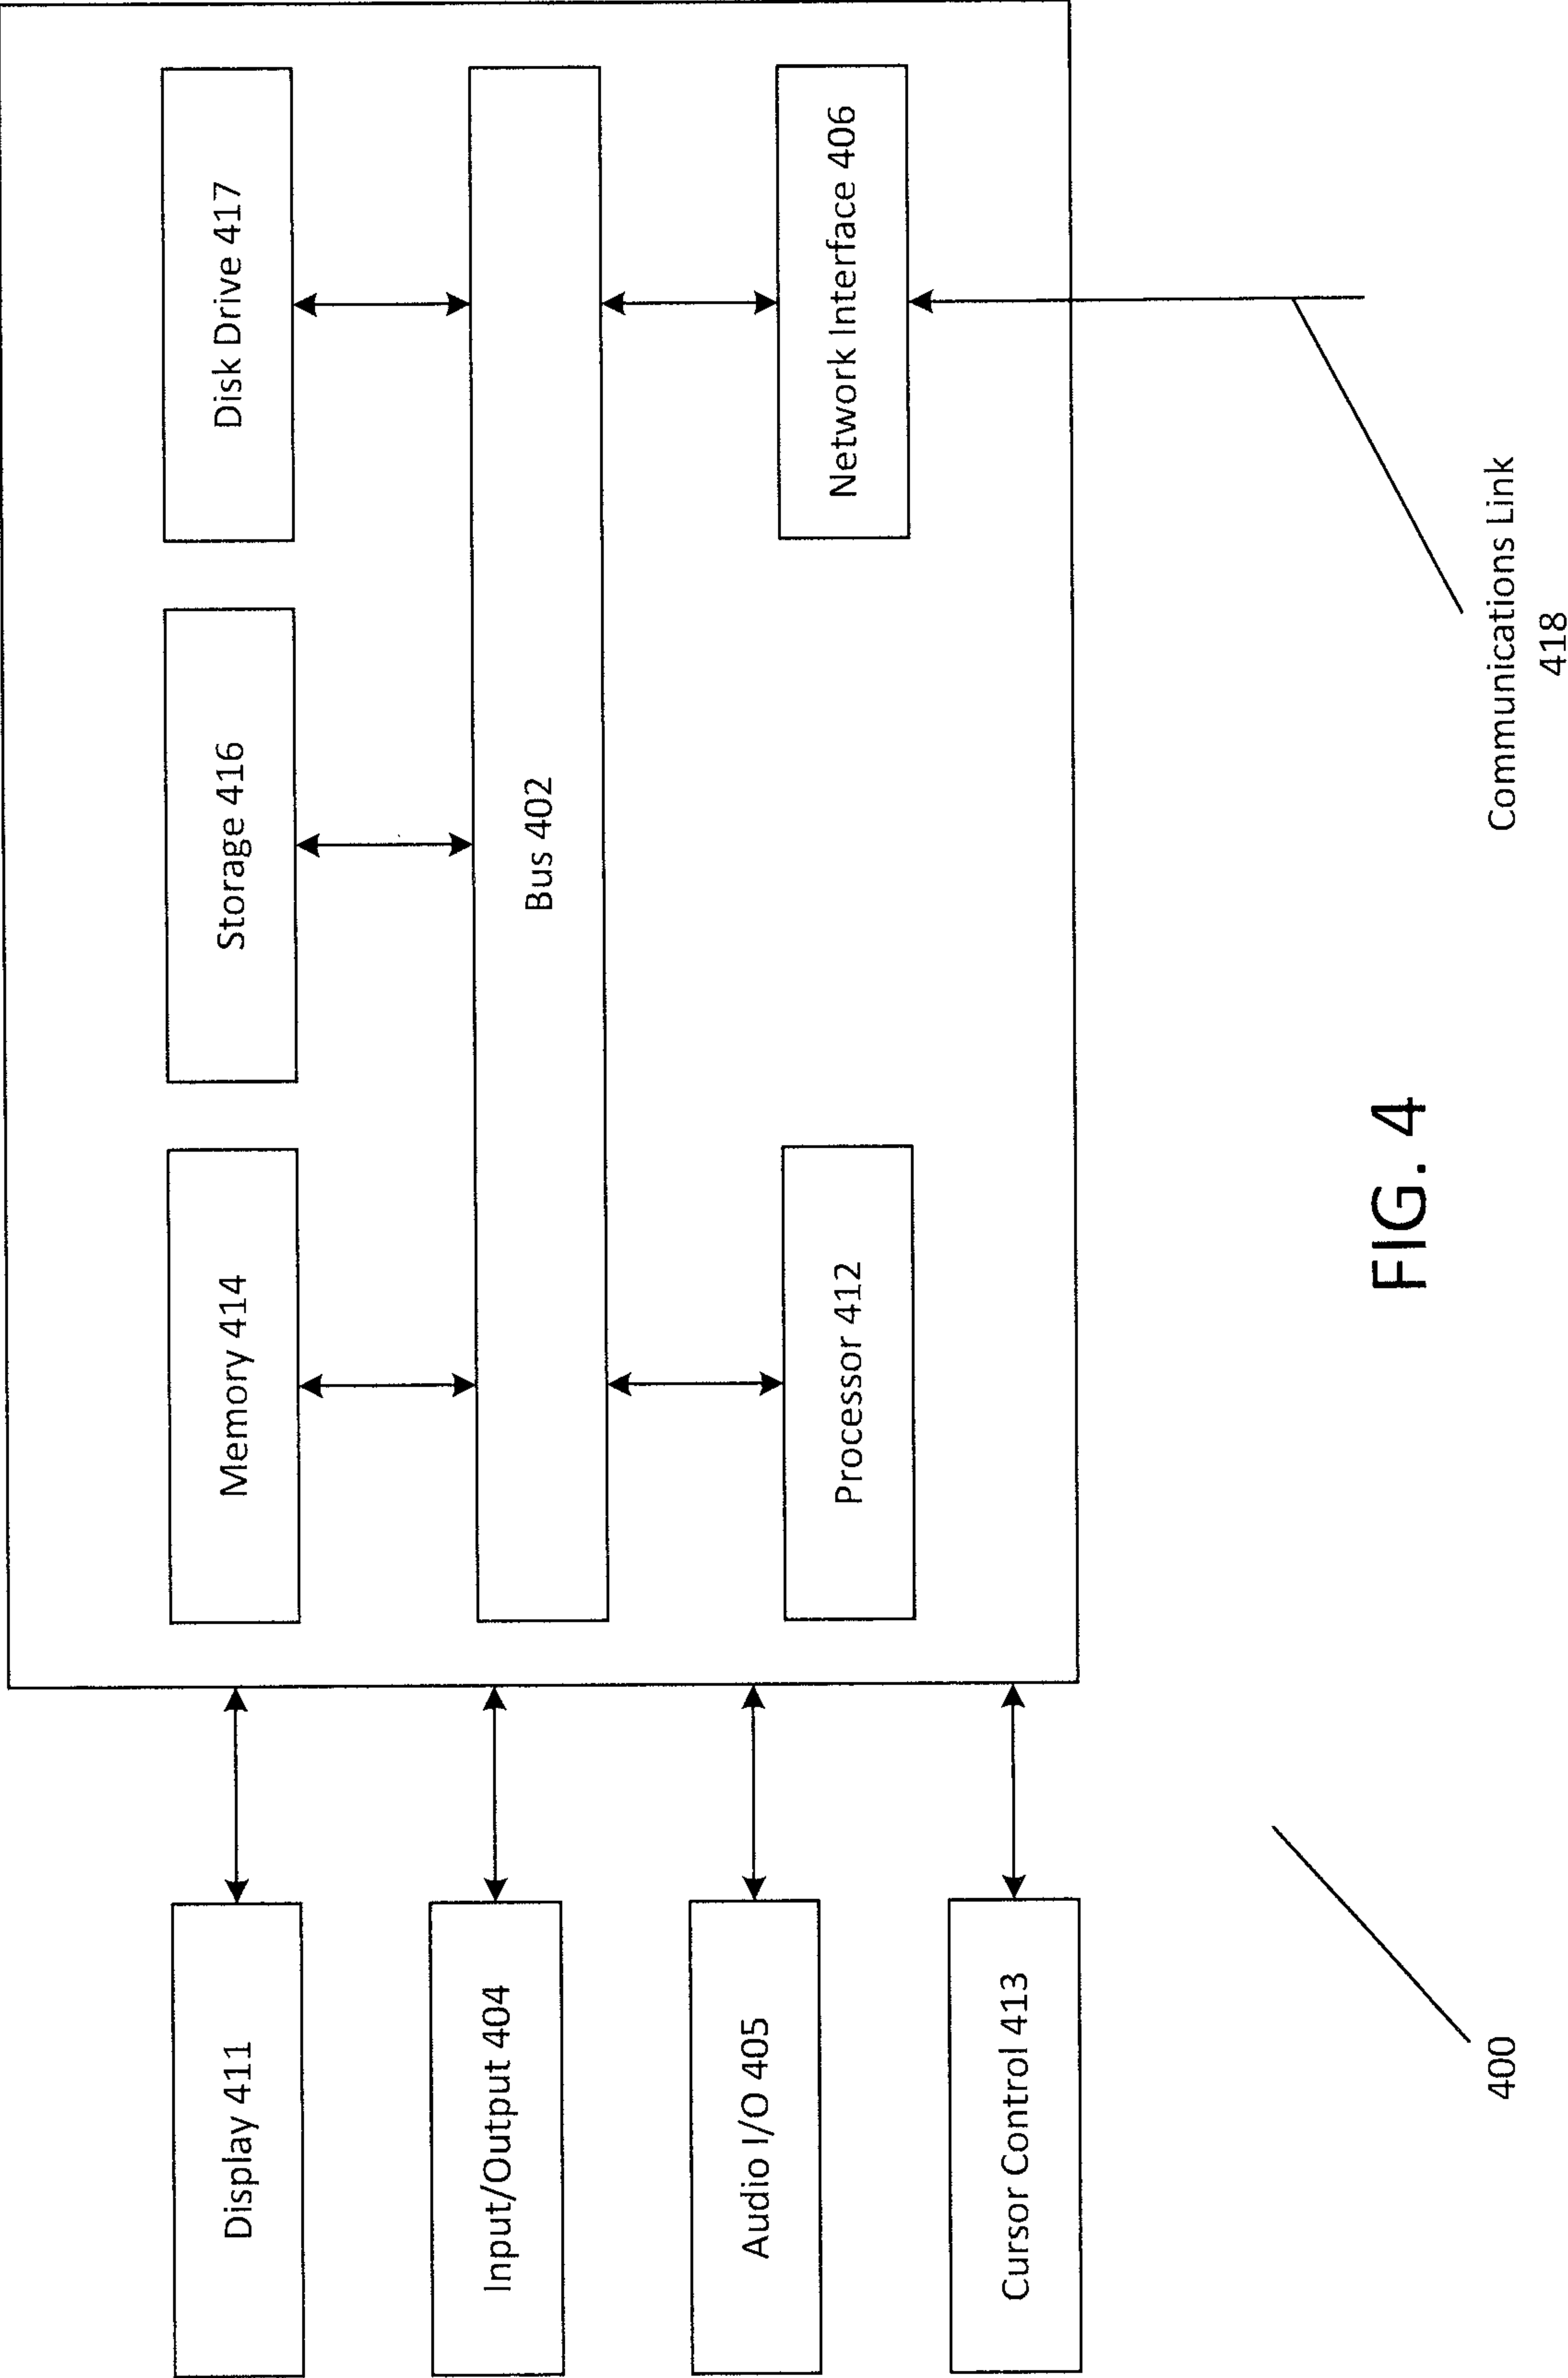 Display 411
Input/Output 404
Audio I/O 405
Cursor Control 413
Memory 414
Storage 416
Disk Drive 417
Bus 402
Processor 412
Network Interface 406
Communications Link
418
400
FIG. 4